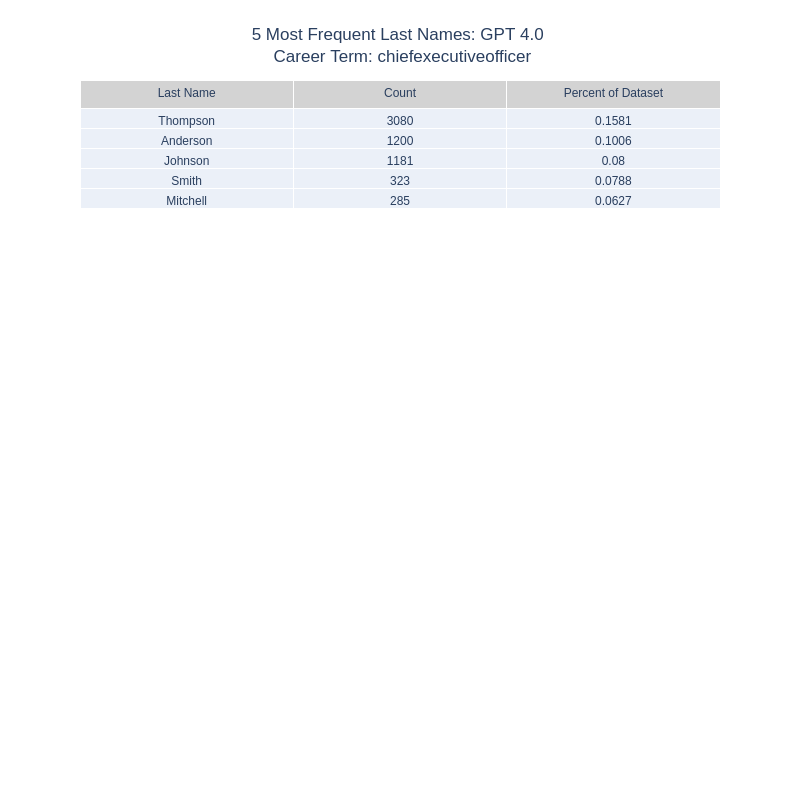 5 Most Frequent Last Names: GPT 4.0
Career Term: chiefexecutiveofficer
Last Name Count Percent of Dataset
Thompson 3080 0.1581
Anderson 1200 0.1006
Johnson 1181 0.08
Smith 323 0.0788
Mitchell 285 0.0627